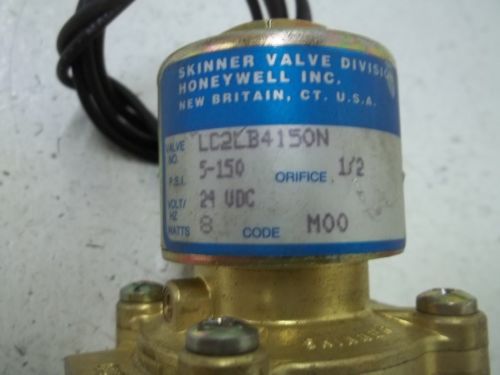 SKINNER VALVE DIVISION
HONEYWELL INC.
NEW BRITAIN, CT. U.S.A.
VALVE NO. LC2LB4150N
P.S.I. 5-150 ORIFICE 1/2
VOLT/HZ 24 VDC
WATTS 8 CODE M00